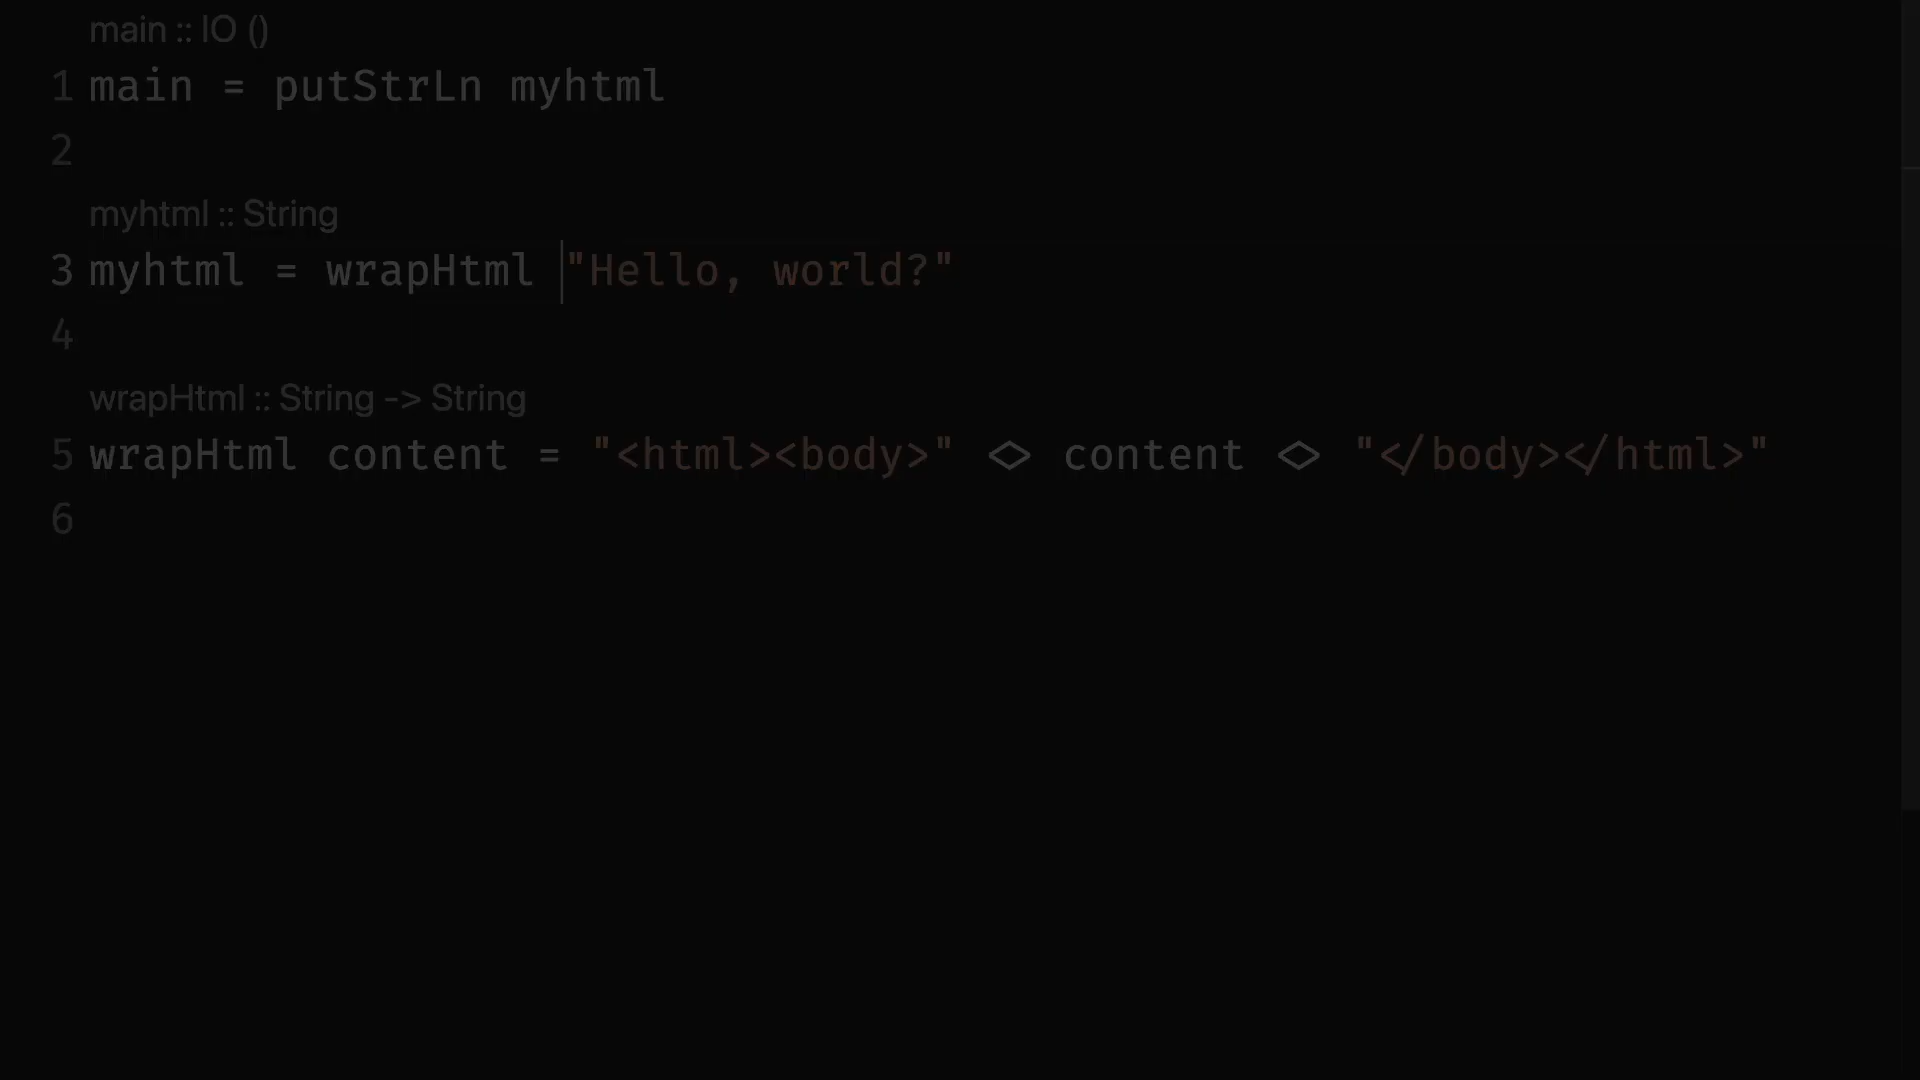 main :: IO ()
1 main = putStrLn myhtml
2
myhtml :: String
3 myhtml = wrapHtml "Hello, world?"
4
wrapHtml :: String -> String
5 wrapHtml content = "<html><body>" <> content <> "</body></html>"
6